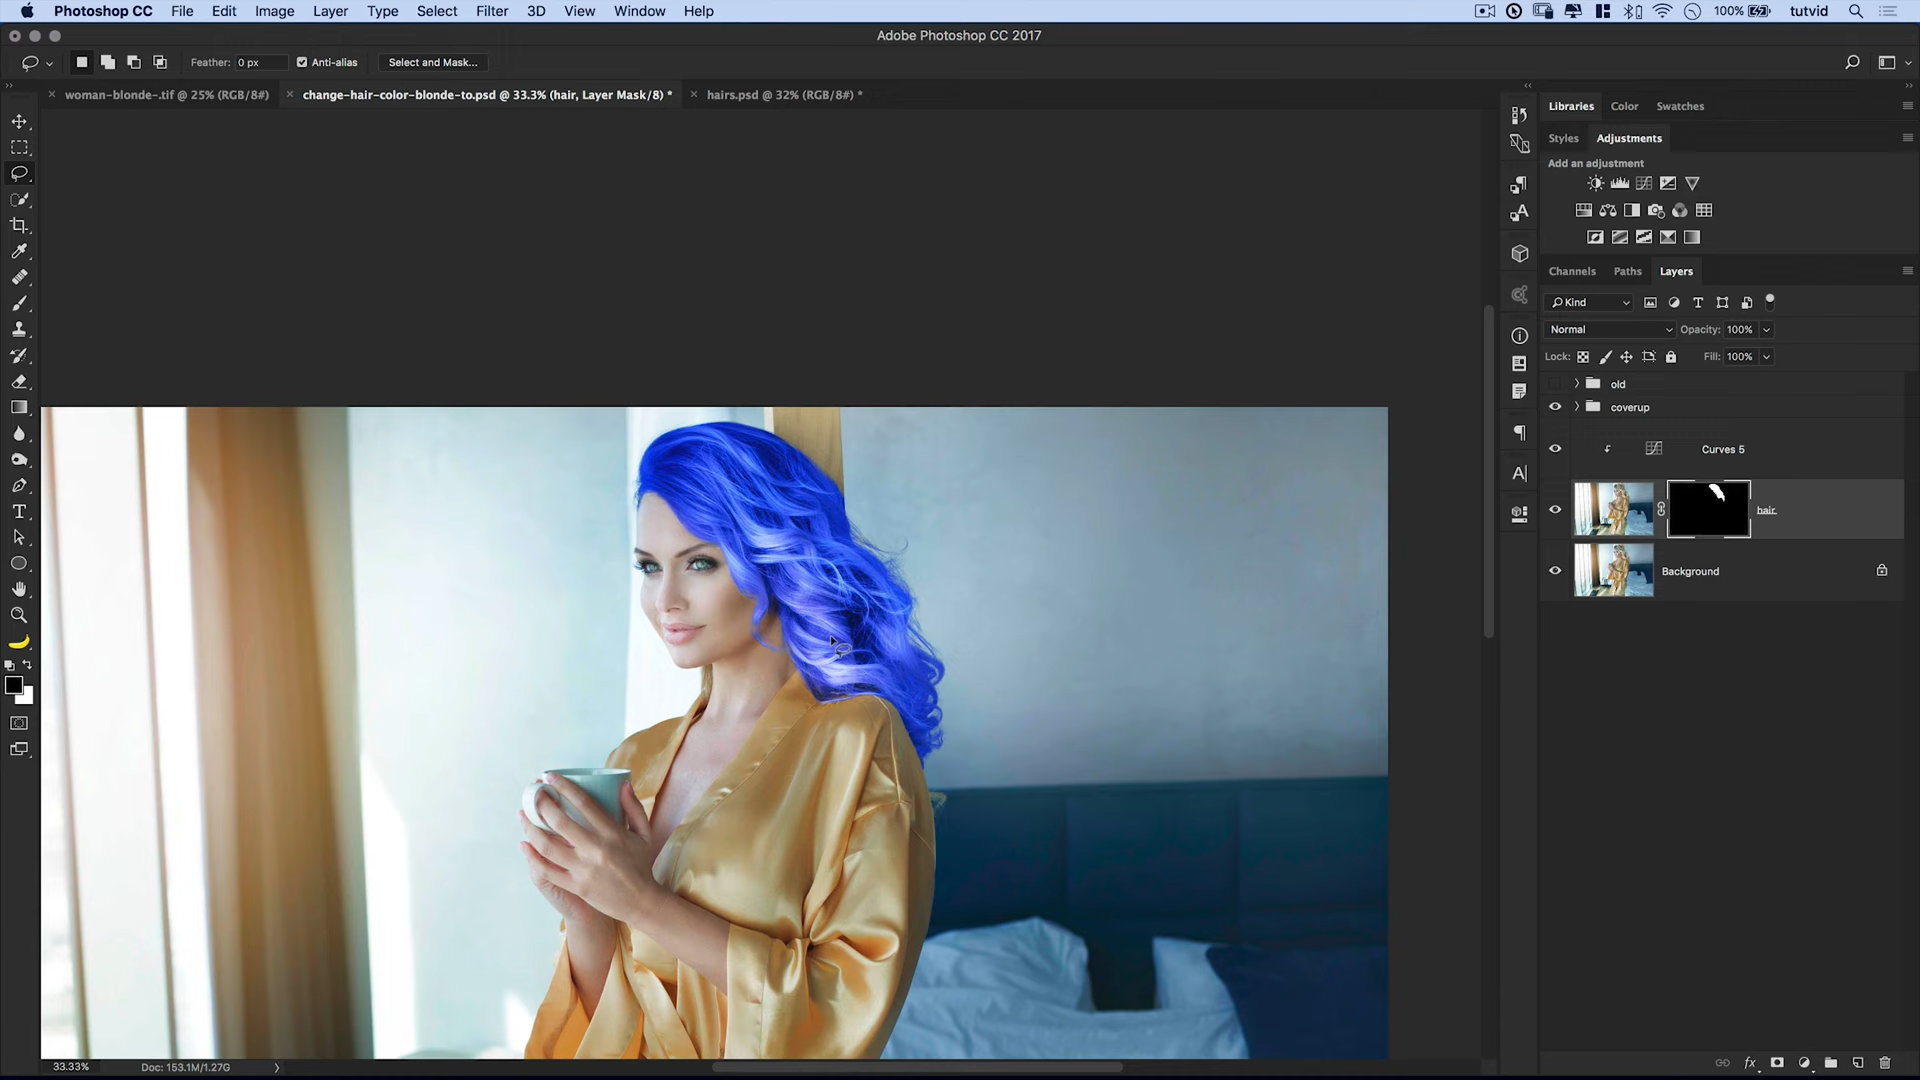 Photoshop CC File Edit Image Layer Type Select Filter 3D View Window Help 100% tutvid
Adobe Photoshop CC 2017
Feather: 0 px Anti-alias Select and Mask...
woman-blonde-.tif @ 25% (RGB/8#) change-hair-color-blonde-to.psd @ 33.3% (hair, Layer Mask/8) * hairs.psd @ 32% (RGB/8#) *
Libraries Color Swatches
Styles Adjustments
Add an adjustment
Channels Paths Layers
Kind
Normal Opacity: 100%
Lock: Fill: 100%
old
coverup
Curves 5
hair
Background
33.33% Doc: 153.1M/1.27G